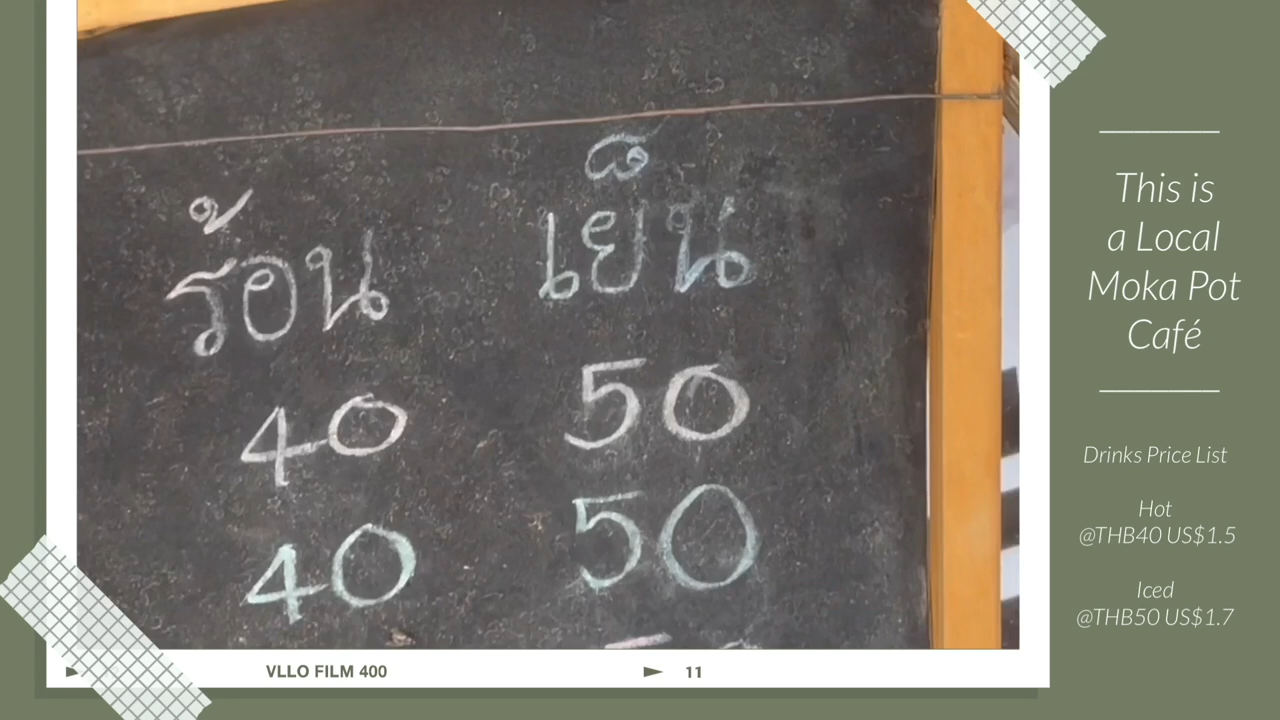 ร้อน เย็น
40 50
40 50
VLLO FILM 400 11
This is
a Local
Moka Pot
Café
Drinks Price List
Hot
@THB40 US$1.5
Iced
@THB50 US$1.7